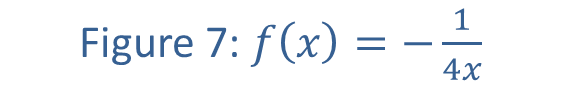 Figure 7: f(x) = −1/(4x)